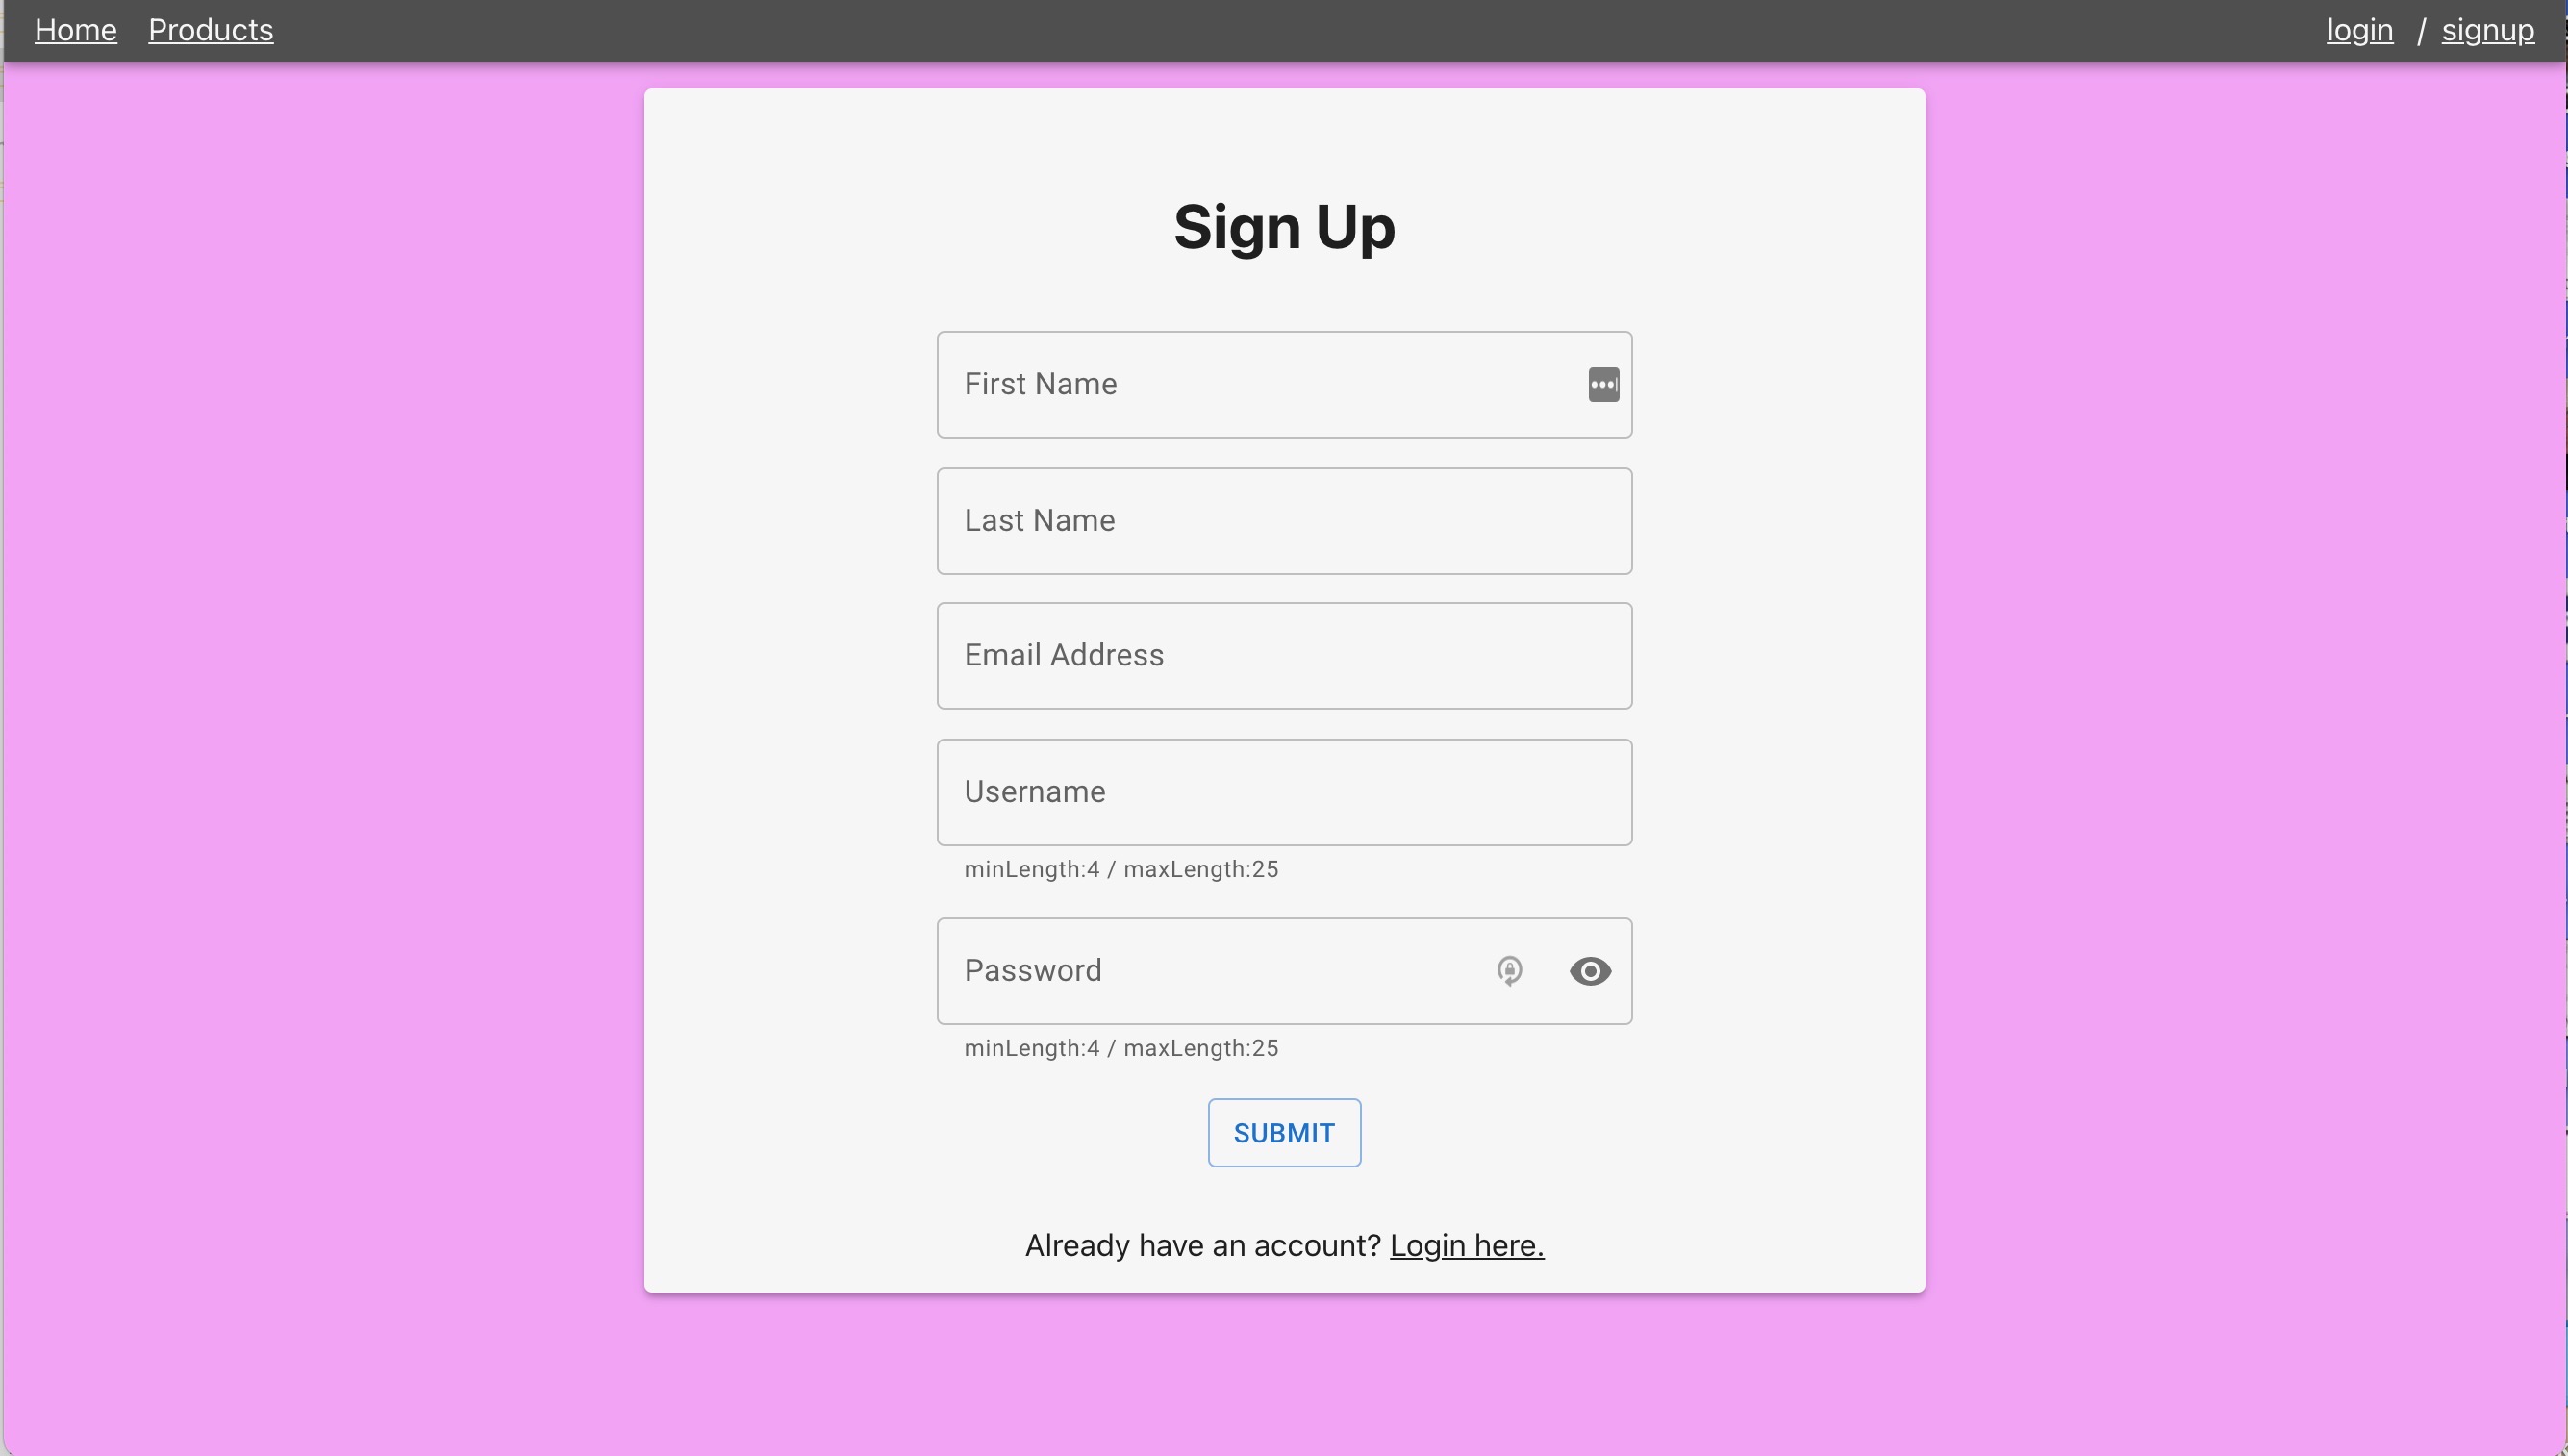 Home Products login / signup
Sign Up
First Name
Last Name
Email Address
Username
minLength:4 / maxLength:25
Password
minLength:4 / maxLength:25
SUBMIT
Already have an account? Login here.